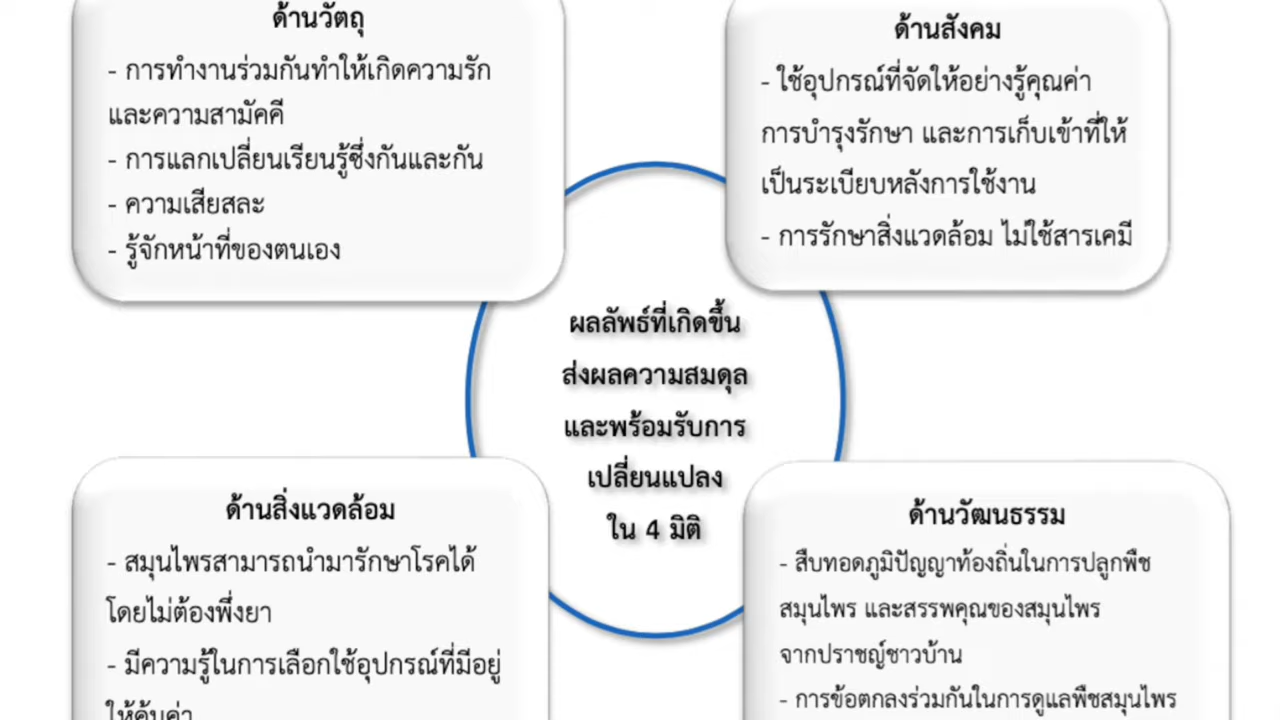 ด้านวัตถุ
- การทำงานร่วมกันทำให้เกิดความรัก
และความสามัคคี
- การแลกเปลี่ยนเรียนรู้ซึ่งกันและกัน
- ความเสียสละ
- รู้จักหน้าที่ของตนเอง
ด้านสังคม
- ใช้อุปกรณ์ที่จัดให้อย่างรู้คุณค่า
การบำรุงรักษา และการเก็บเข้าที่ให้
เป็นระเบียบหลังการใช้งาน
- การรักษาสิ่งแวดล้อม ไม่ใช้สารเคมี
ผลลัพธ์ที่เกิดขึ้น
ส่งผลความสมดุล
และพร้อมรับการ
เปลี่ยนแปลง
ใน 4 มิติ
ด้านสิ่งแวดล้อม
- สมุนไพรสามารถนำมารักษาโรคได้
โดยไม่ต้องพึ่งยา
- มีความรู้ในการเลือกใช้อุปกรณ์ที่มีอยู่
ให้คุ้มค่า
ด้านวัฒนธรรม
- สืบทอดภูมิปัญญาท้องถิ่นในการปลูกพืช
สมุนไพร และสรรพคุณของสมุนไพร
จากปราชญ์ชาวบ้าน
- การข้อตกลงร่วมกันในการดูแลพืชสมุนไพร